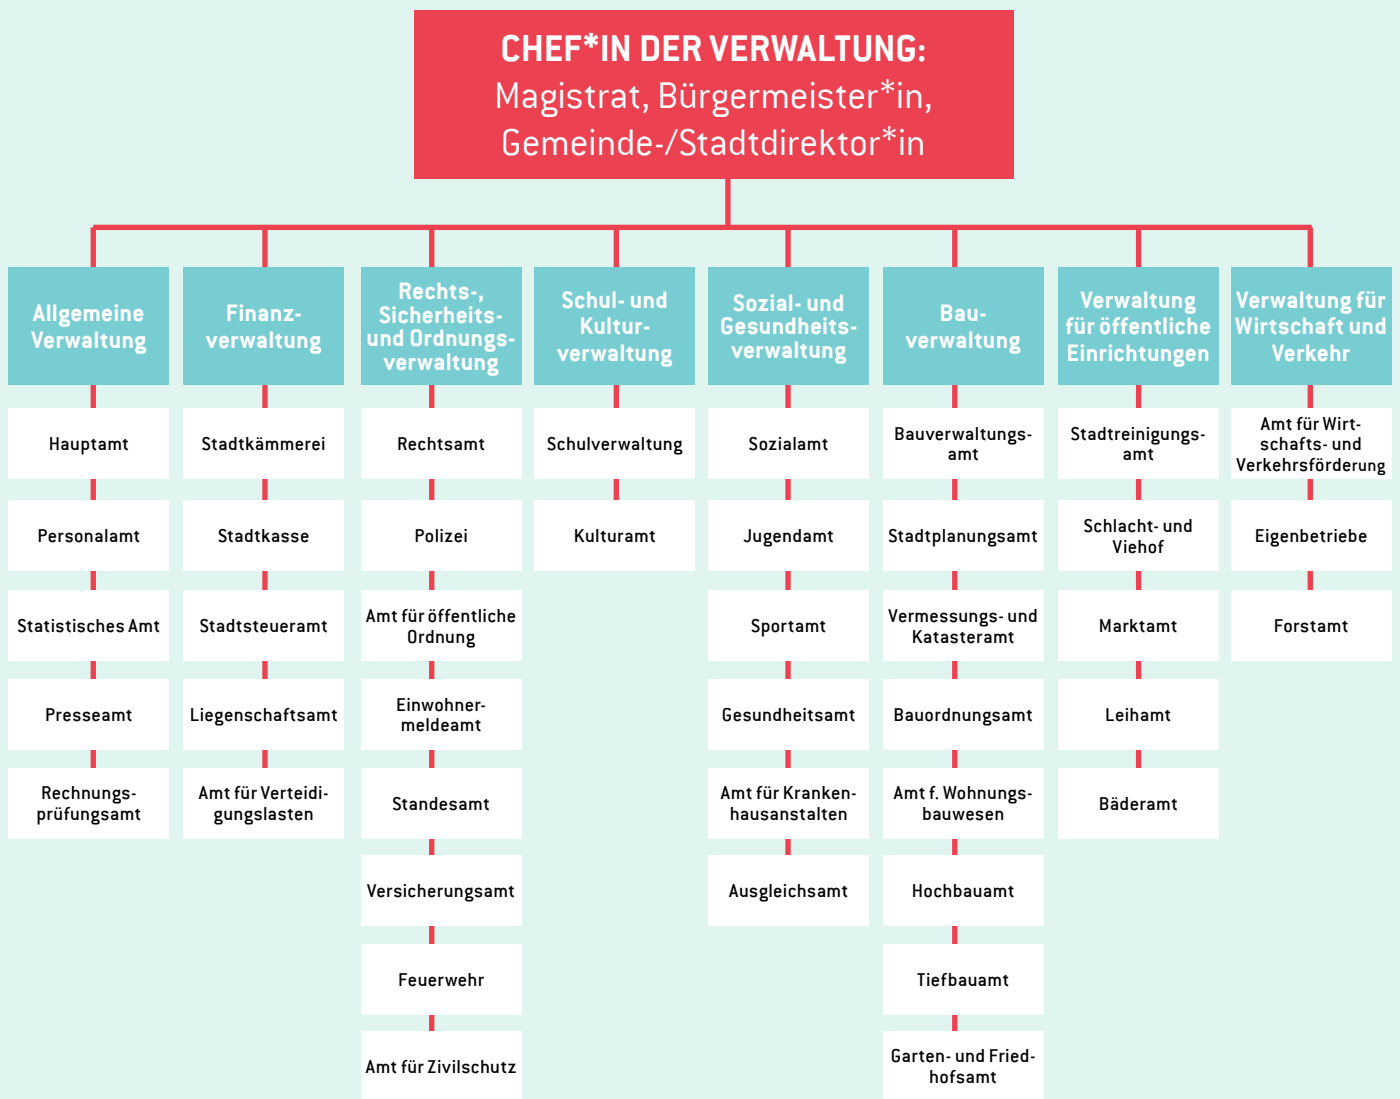 CHEF*IN DER VERWALTUNG:
Magistrat, Bürgermeister*in,
Gemeinde-/Stadtdirektor*in
Allgemeine
Verwaltung
Hauptamt
Personalamt
Statistisches Amt
Presseamt
Rechnungs-
prüfungsamt
Finanz-
verwaltung
Stadtkämmerei
Stadtkasse
Stadtsteueramt
Liegenschaftsamt
Amt für Verteidi-
gungslasten
Rechts-,
Sicherheits-
und Ordnungs-
verwaltung
Rechtsamt
Polizei
Amt für öffentliche
Ordnung
Einwohner-
meldeamt
Standesamt
Versicherungsamt
Feuerwehr
Amt für Zivilschutz
Schul- und
Kultur-
verwaltung
Schulverwaltung
Kulturamt
Sozial- und
Gesundheits-
verwaltung
Sozialamt
Jugendamt
Sportamt
Gesundheitsamt
Amt für Kranken-
hausanstalten
Ausgleichsamt
Bau-
verwaltung
Bauverwaltungs-
amt
Stadtplanungsamt
Vermessungs- und
Katasteramt
Bauordnungsamt
Amt f. Wohnungs-
bauwesen
Hochbauamt
Tiefbauamt
Garten- und Fried-
hofsamt
Verwaltung
für öffentliche
Einrichtungen
Stadtreinigungs-
amt
Schlacht- und
Viehof
Marktamt
Leihamt
Bäderamt
Verwaltung für
Wirtschaft und
Verkehr
Amt für Wirt-
schafts- und
Verkehrsförderung
Eigenbetriebe
Forstamt